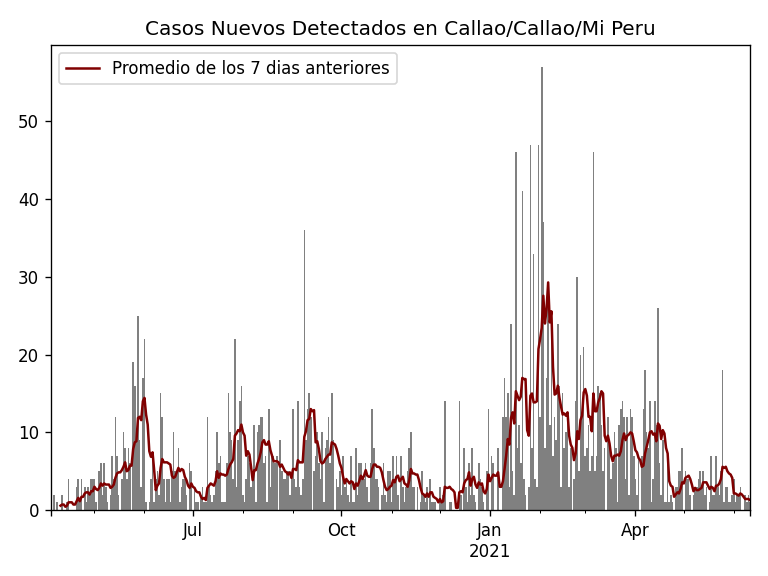 Casos Nuevos Detectados en Callao/Callao/Mi Peru
Promedio de los 7 dias anteriores
50
40
30
20
10
0
Jul
Oct
Jan
2021
Apr